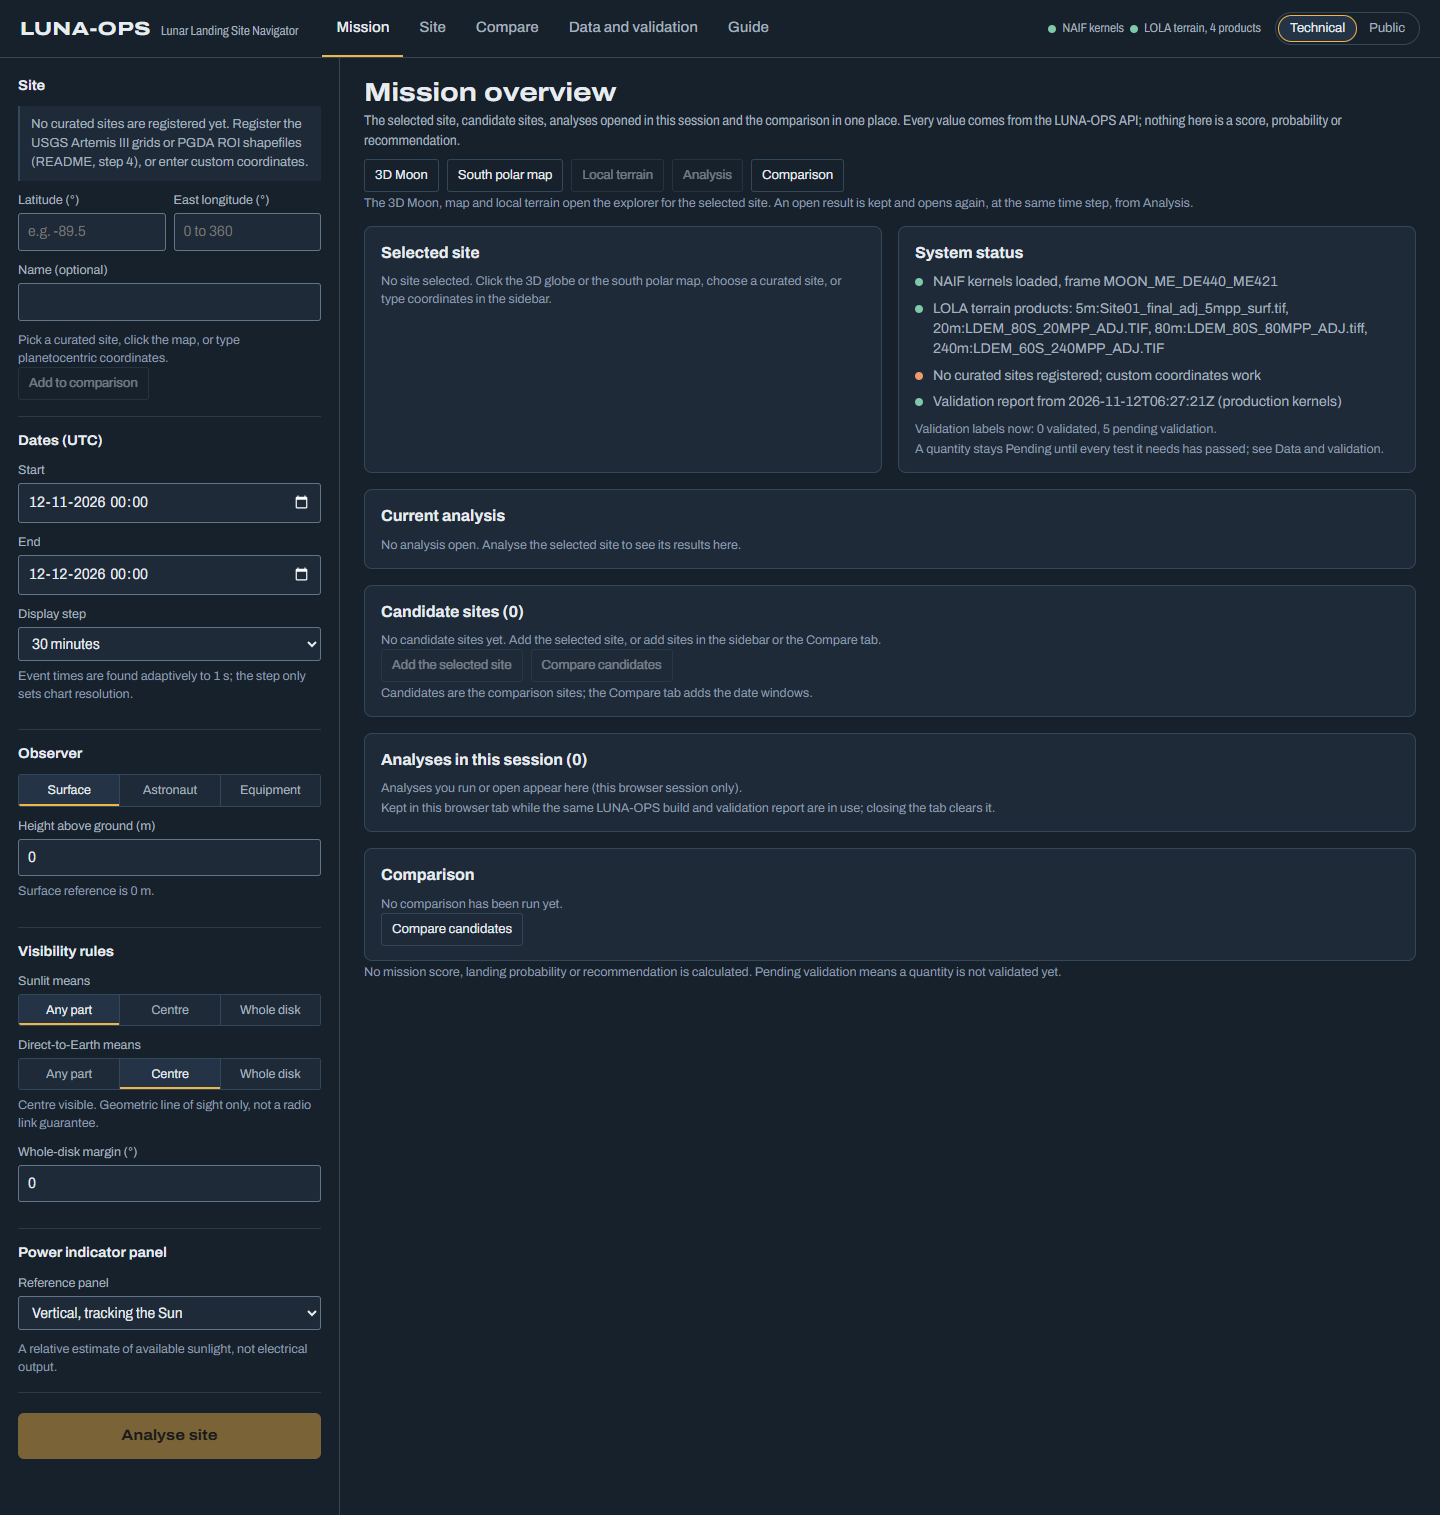 LUNA-OPS Lunar Landing Site Navigator
Mission Site Compare Data and validation Guide
NAIF kernels LOLA terrain, 4 products
Technical Public
Site
No curated sites are registered yet. Register the
USGS Artemis III grids or PGDA ROI shapefiles
(README, step 4), or enter custom coordinates.
Latitude (°) East longitude (°)
e.g. -89.5 0 to 360
Name (optional)
Pick a curated site, click the map, or type
planetocentric coordinates.
Add to comparison
Dates (UTC)
Start
12-11-2026 00:00
End
12-12-2026 00:00
Display step
30 minutes
Event times are found adaptively to 1 s; the step only
sets chart resolution.
Observer
Surface Astronaut Equipment
Height above ground (m)
0
Surface reference is 0 m.
Visibility rules
Sunlit means
Any part Centre Whole disk
Direct-to-Earth means
Any part Centre Whole disk
Centre visible. Geometric line of sight only, not a radio
link guarantee.
Whole-disk margin (°)
0
Power indicator panel
Reference panel
Vertical, tracking the Sun
A relative estimate of available sunlight, not electrical
output.
Analyse site
Mission overview
The selected site, candidate sites, analyses opened in this session and the comparison in one place. Every value comes from the LUNA-OPS API; nothing here is a score, probability or
recommendation.
3D Moon South polar map Local terrain Analysis Comparison
The 3D Moon, map and local terrain open the explorer for the selected site. An open result is kept and opens again, at the same time step, from Analysis.
Selected site
No site selected. Click the 3D globe or the south polar map, choose a curated site, or
type coordinates in the sidebar.
System status
NAIF kernels loaded, frame MOON_ME_DE440_ME421
LOLA terrain products: 5m:Site01_final_adj_5mpp_surf.tif,
20m:LDEM_80S_20MPP_ADJ.TIF, 80m:LDEM_80S_80MPP_ADJ.tiff,
240m:LDEM_60S_240MPP_ADJ.TIF
No curated sites registered; custom coordinates work
Validation report from 2026-11-12T06:27:21Z (production kernels)
Validation labels now: 0 validated, 5 pending validation.
A quantity stays Pending until every test it needs has passed; see Data and validation.
Current analysis
No analysis open. Analyse the selected site to see its results here.
Candidate sites (0)
No candidate sites yet. Add the selected site, or add sites in the sidebar or the Compare tab.
Add the selected site Compare candidates
Candidates are the comparison sites; the Compare tab adds the date windows.
Analyses in this session (0)
Analyses you run or open appear here (this browser session only).
Kept in this browser tab while the same LUNA-OPS build and validation report are in use; closing the tab clears it.
Comparison
No comparison has been run yet.
Compare candidates
No mission score, landing probability or recommendation is calculated. Pending validation means a quantity is not validated yet.